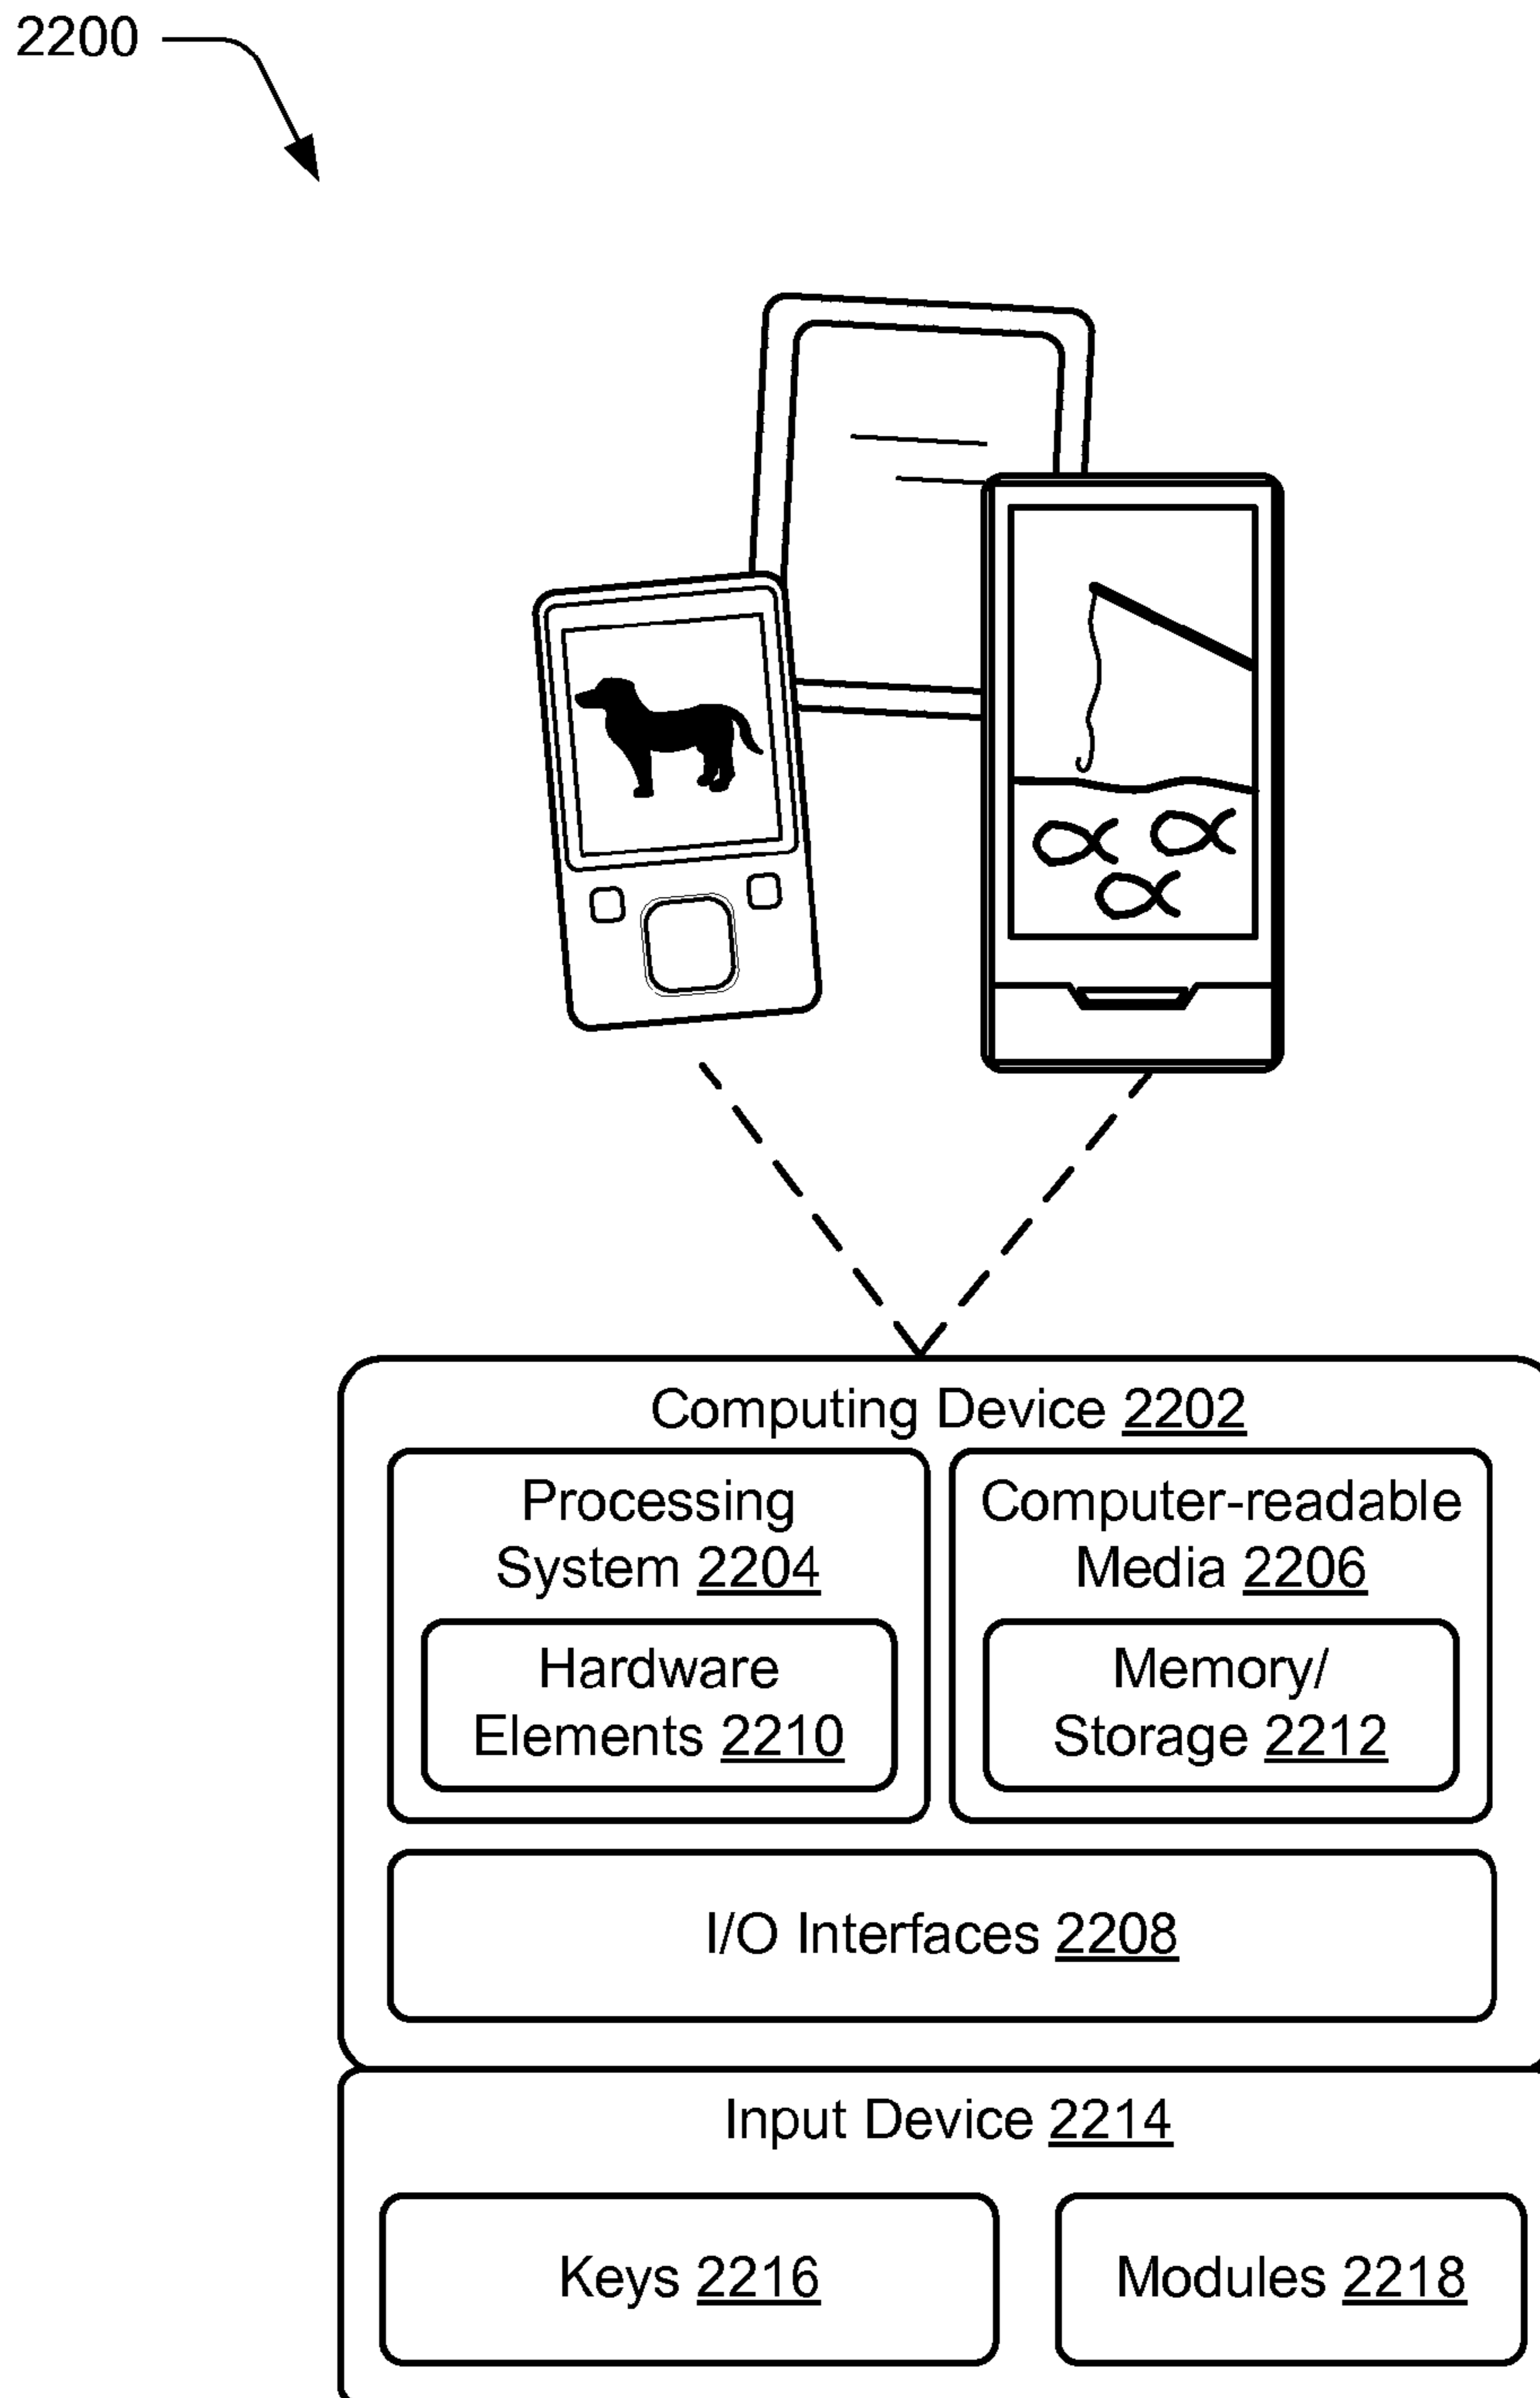 2200
Computing Device 2202
Processing
System 2204
Computer-readable
Media 2206
Hardware
Elements 2210
Memory/
Storage 2212
I/O Interfaces 2208
Input Device 2214
Keys 2216
Modules 2218